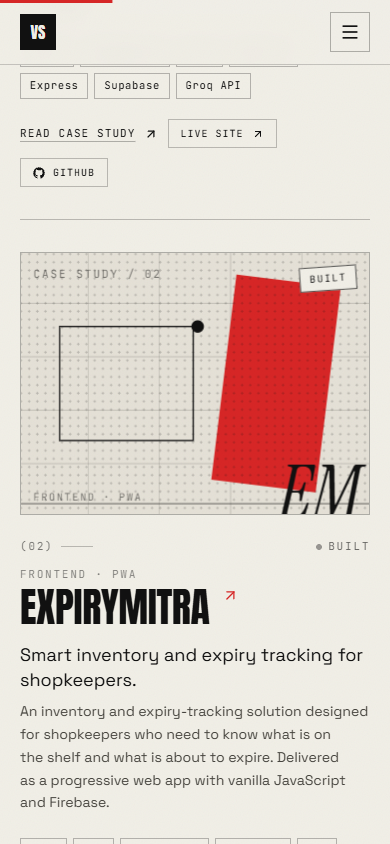 VS
Express Supabase Groq API
READ CASE STUDY LIVE SITE
GITHUB
CASE STUDY / 02
BUILT
EM
FRONTEND · PWA
(02) BUILT
FRONTEND · PWA
EXPIRYMITRA
Smart inventory and expiry tracking for
shopkeepers.
An inventory and expiry-tracking solution designed
for shopkeepers who need to know what is on
the shelf and what is about to expire. Delivered
as a progressive web app with vanilla JavaScript
and Firebase.